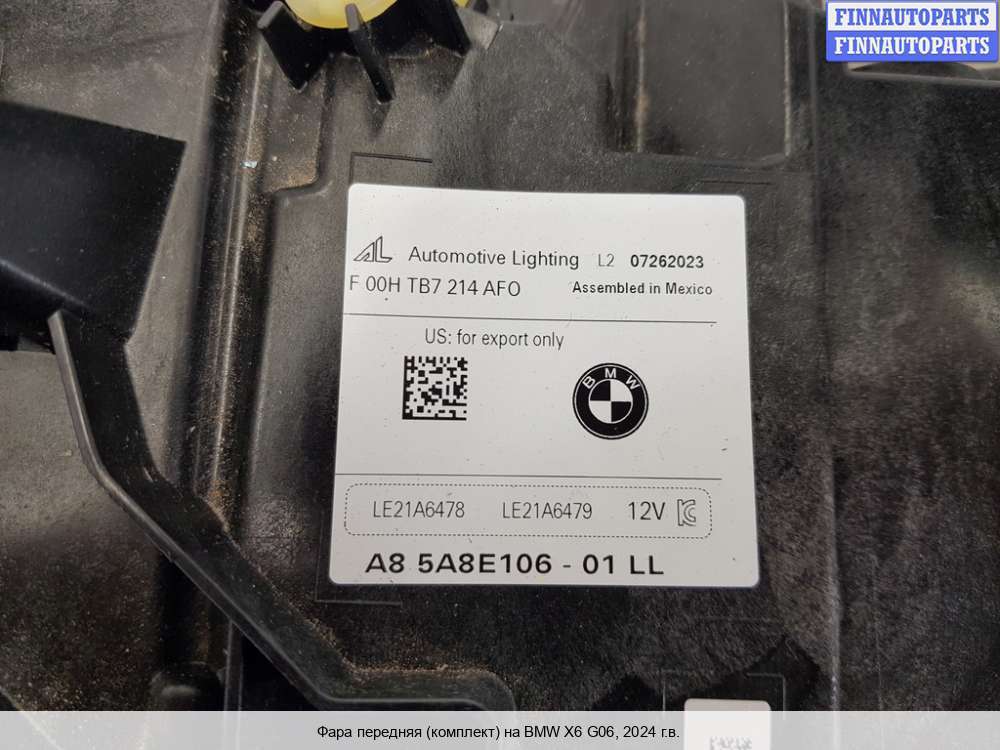 FINNAUTOPARTS
FINNAUTOPARTS
AL Automotive Lighting L2 07262023
F 00H TB7 214 AFO Assembled in Mexico
US: for export only
BMW
LE21A6478 LE21A6479 12V
A8 5A8E106 - 01 LL
Фара передняя (комплект) на BMW X6 G06, 2024 г.в.